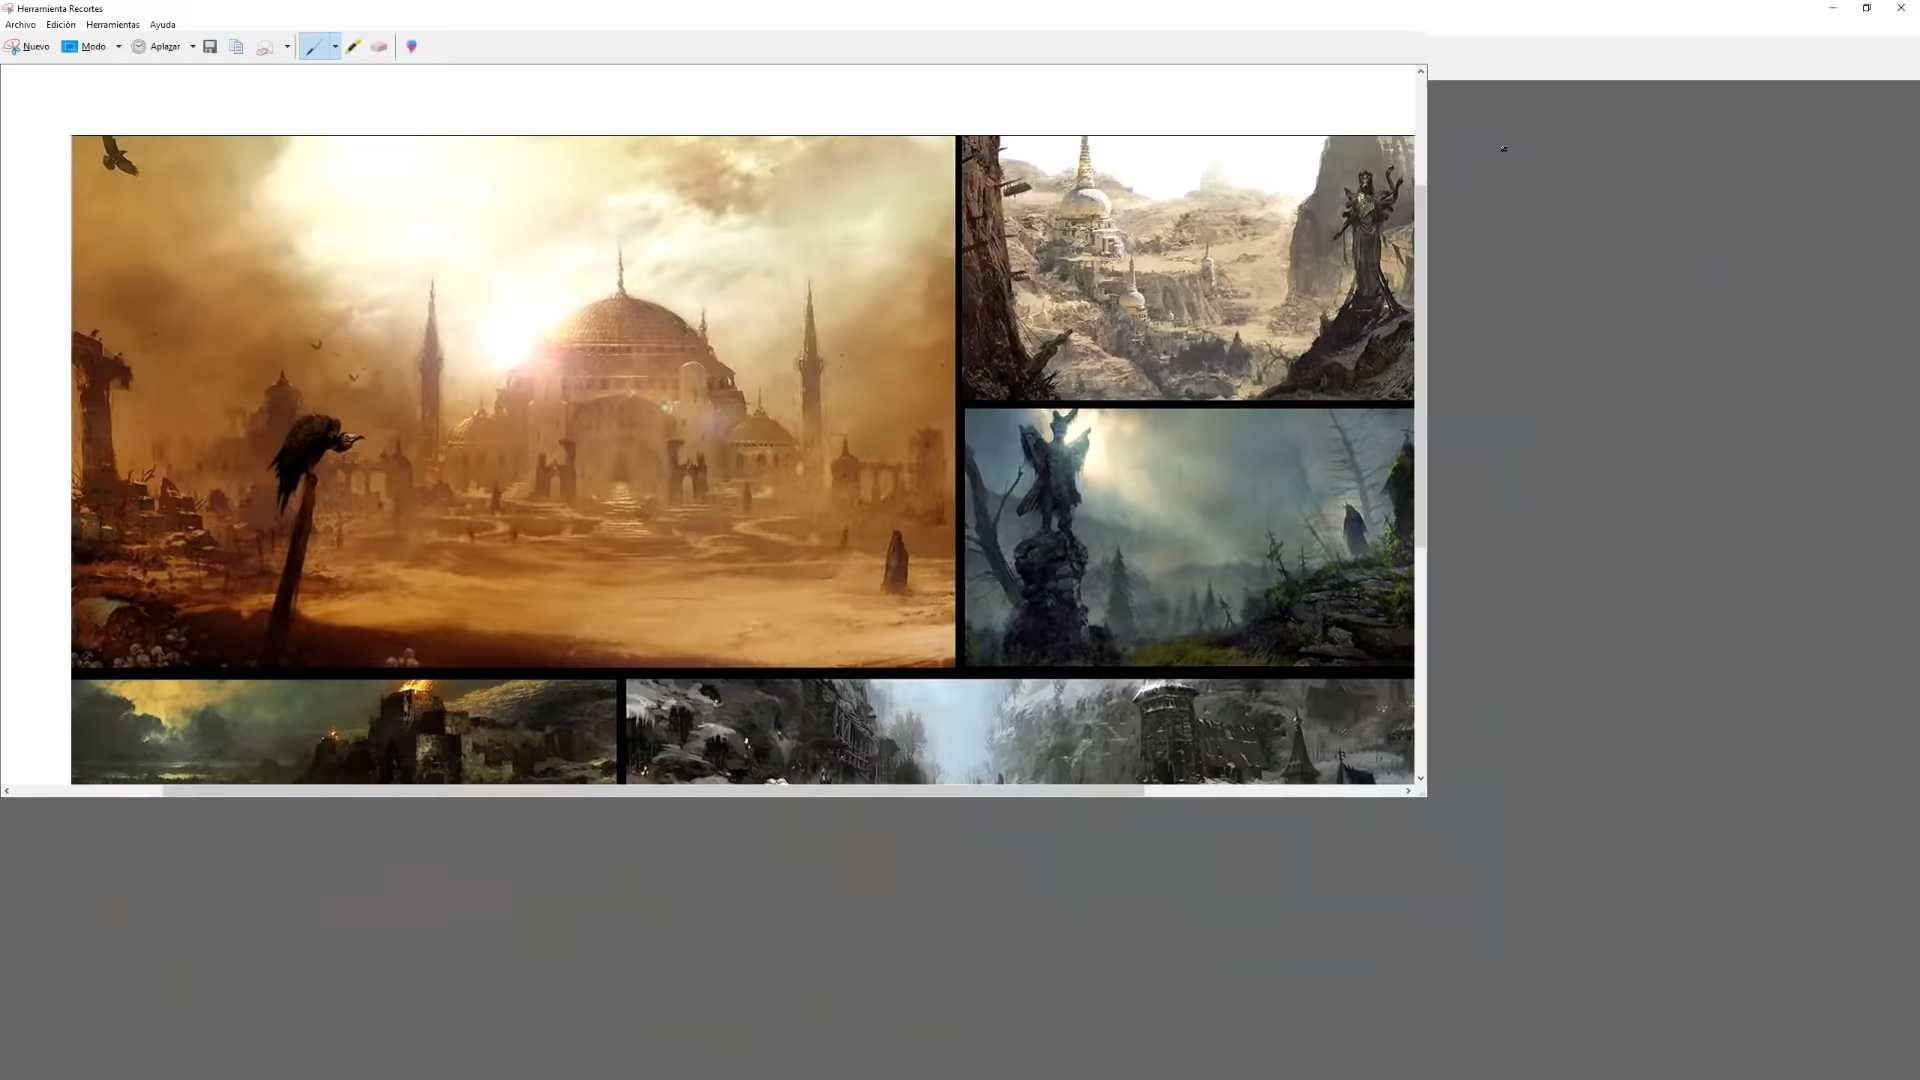 Herramienta Recortes
Archivo Edición Herramientas Ayuda
Nuevo Modo Aplazar